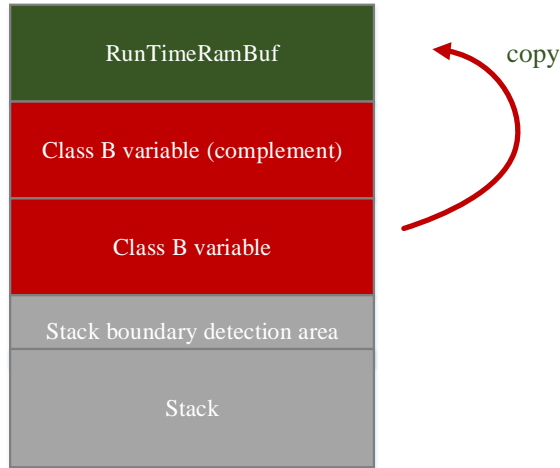 RunTimeRamBuf
copy
Class B variable (complement)
Class B variable
Stack boundary detection area
Stack